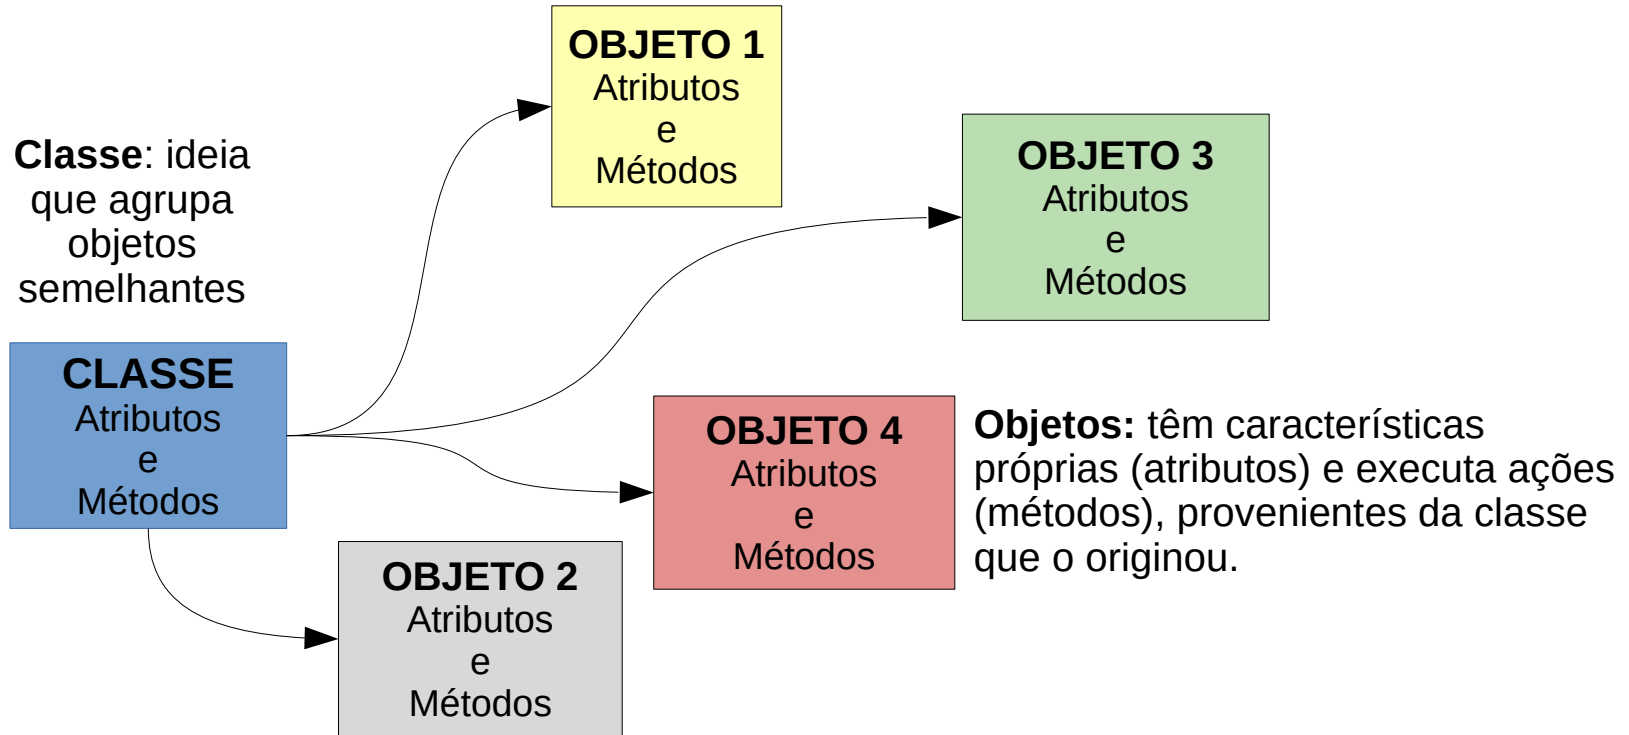 OBJETO 1
Atributos
e
Métodos
Classe: ideia
que agrupa
objetos
semelhantes
OBJETO 3
Atributos
e
Métodos
CLASSE
Atributos
e
Métodos
OBJETO 4
Atributos
e
Métodos
Objetos: têm características
próprias (atributos) e executa ações
(métodos), provenientes da classe
que o originou.
OBJETO 2
Atributos
e
Métodos